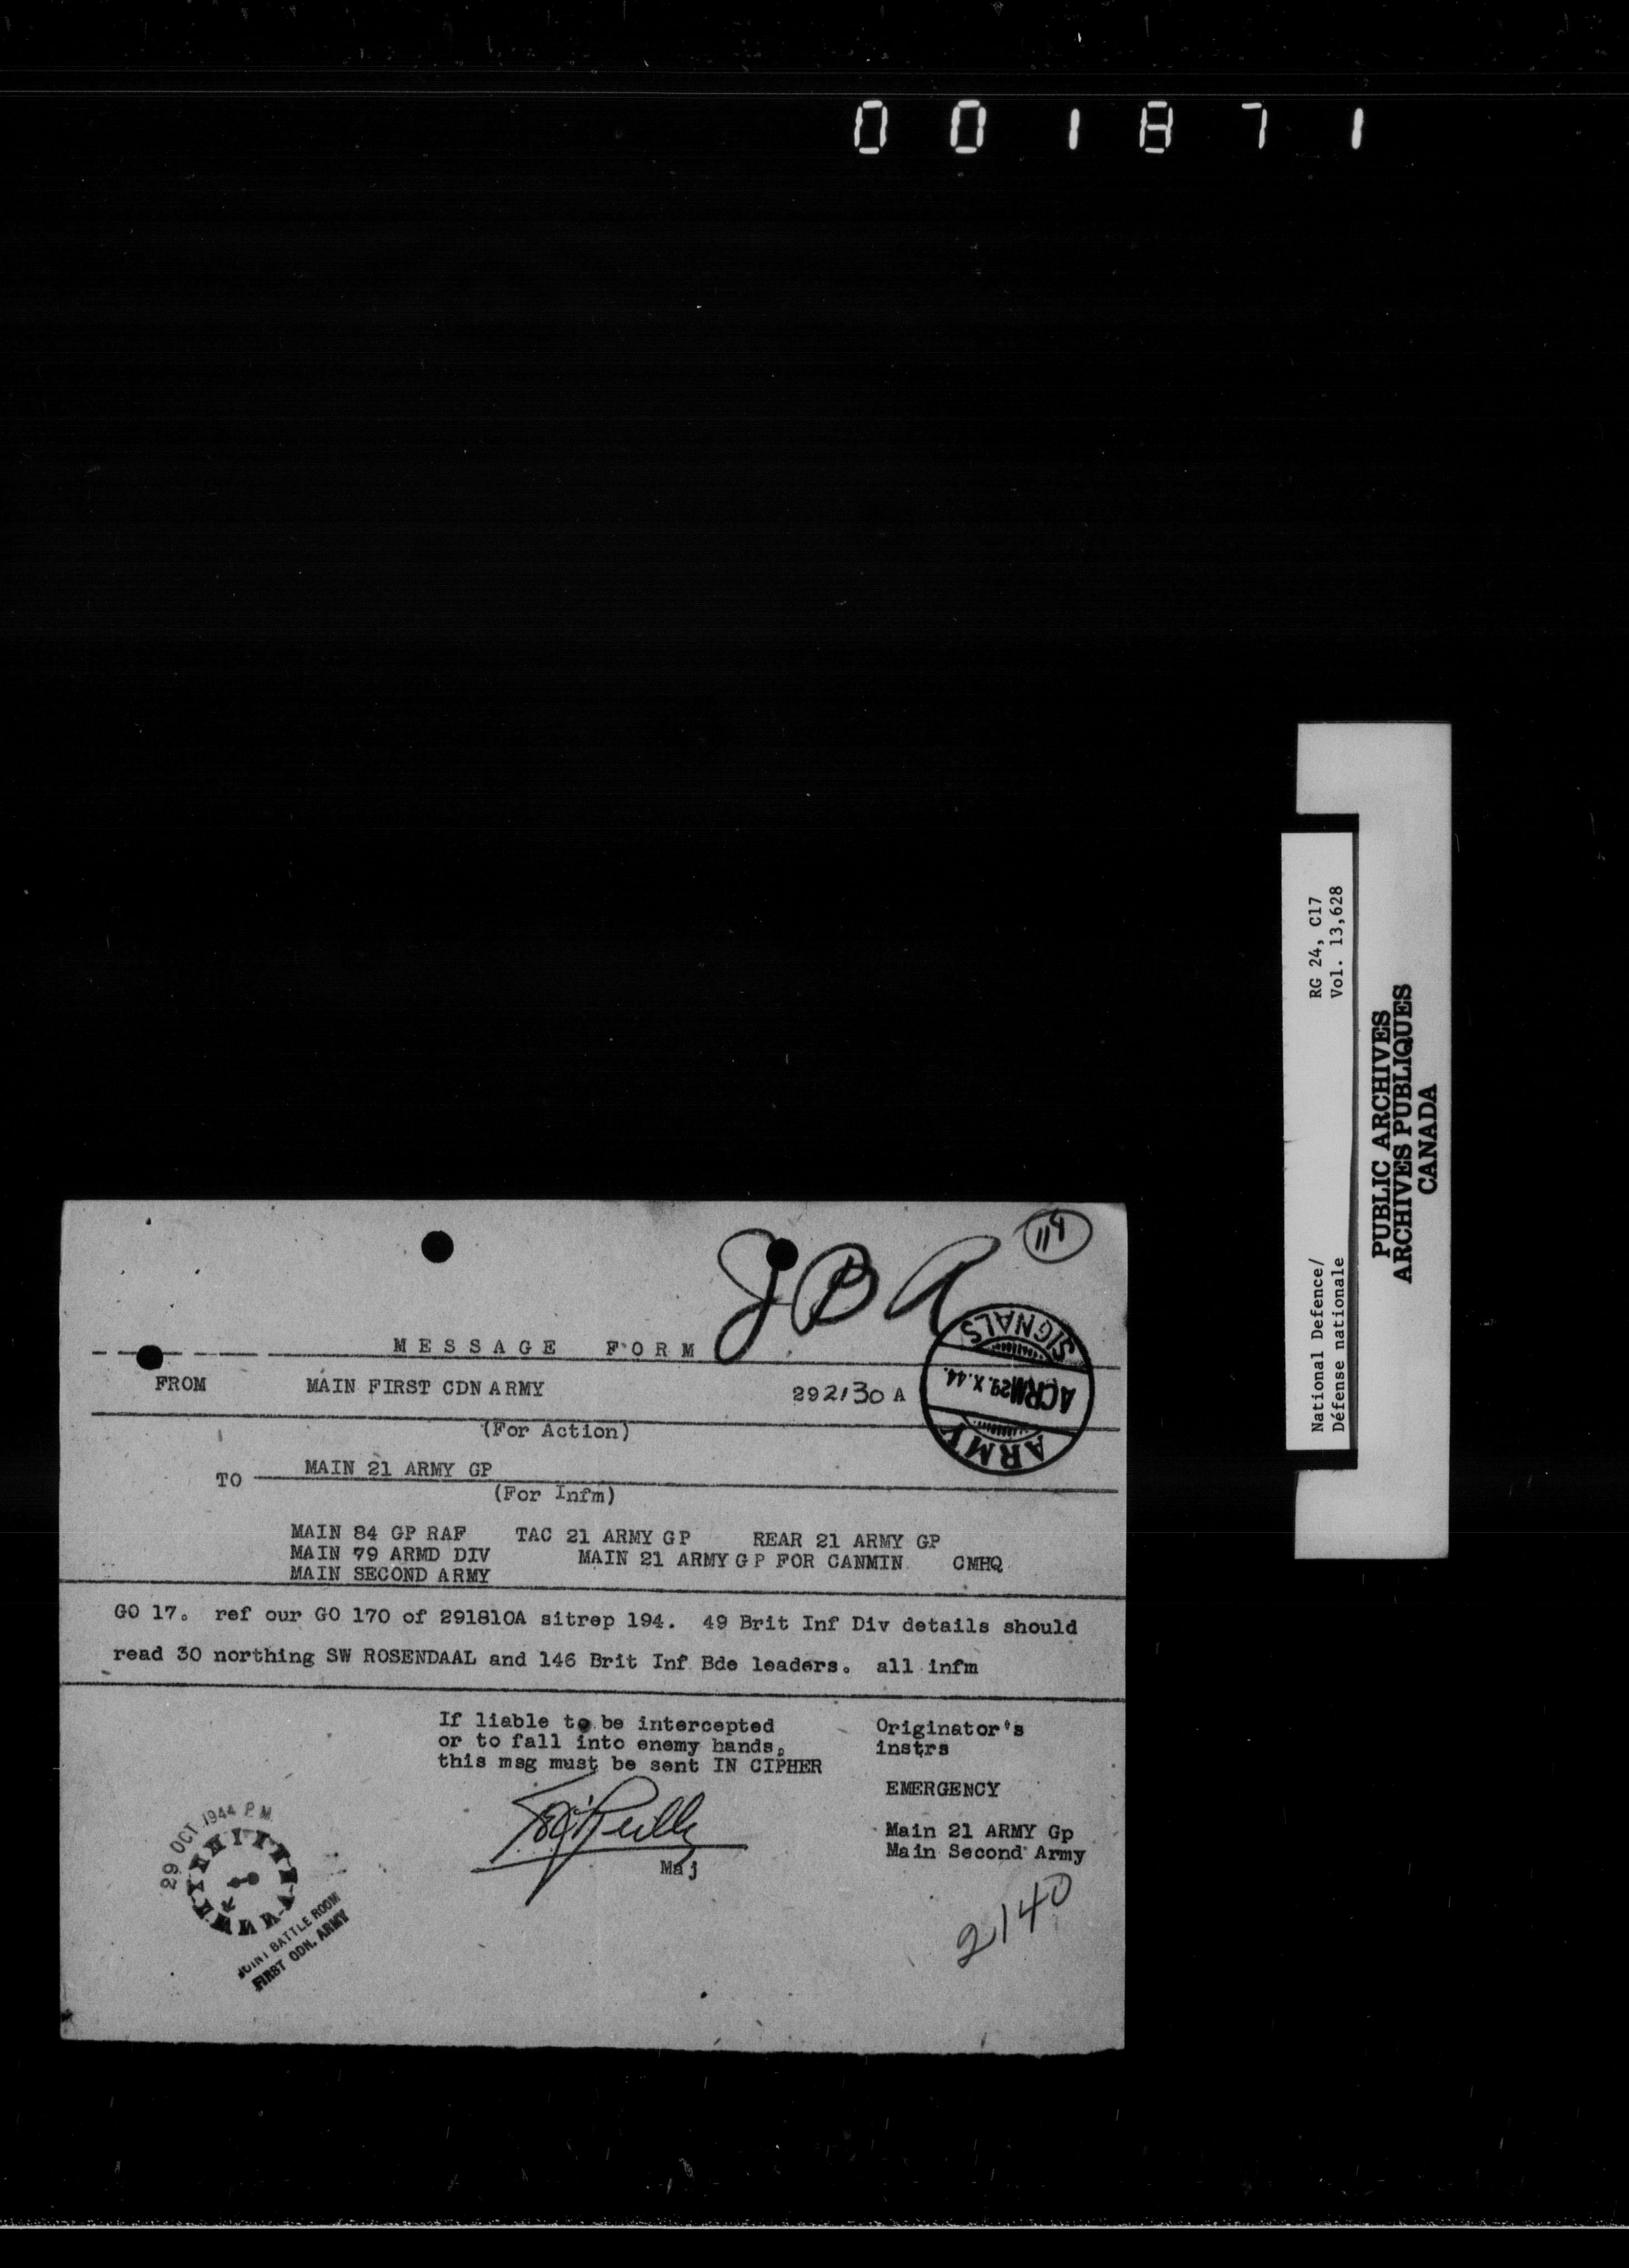 001871
114
JBA
MESSAGE FORM
FROM MAIN FIRST CDN ARMY 292130 A
SIGNALS
29.X.44.
ARMY
(For Action)
TO MAIN 21 ARMY GP
(For Infm)
MAIN 84 GP RAF TAC 21 ARMY GP REAR 21 ARMY GP
MAIN 79 ARMD DIV MAIN 21 ARMY GP FOR CANMIN CMHQ
MAIN SECOND ARMY
GO 17. ref our GO 170 of 291810A sitrep 194. 49 Brit Inf Div details should
read 30 northing SW ROSENDAAL and 146 Brit Inf Bde leaders. all infm
If liable to be intercepted
or to fall into enemy hands,
this msg must be sent IN CIPHER
Maj
Originator's
instrs
EMERGENCY
Main 21 ARMY Gp
Main Second Army
2140
29 OCT 1944 P.M.
JOINT BATTLE ROOM
FIRST CDN. ARMY
National Defence/ RG 24, C17
Défense nationale Vol. 13,628
PUBLIC ARCHIVES
ARCHIVES PUBLIQUES
CANADA